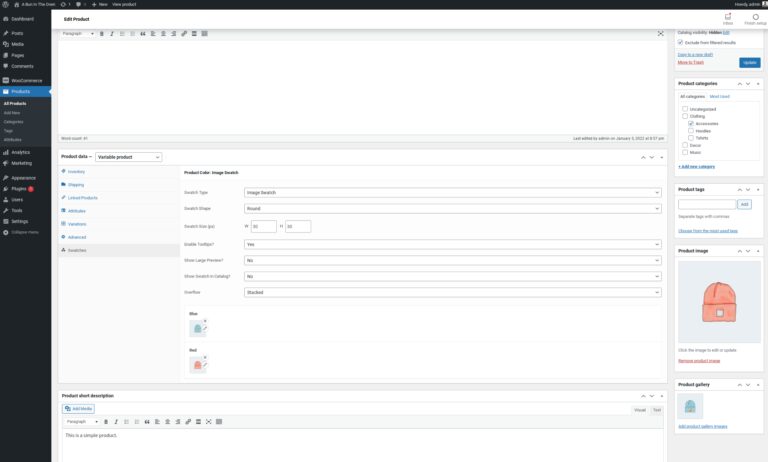 A Bun In The Oven
1
New
View product
Howdy, admin
Dashboard
Posts
Media
Pages
Comments
WooCommerce
Products
All Products
Add New
Categories
Tags
Attributes
Analytics
Marketing
Appearance
Plugins 1
Users
Tools
Settings
Collapse menu
Edit Product
Inbox
Finish setup
Paragraph
Word count: 41
Last edited by admin on January 5, 2022 at 8:57 pm
Product data —
Variable product
Inventory
Shipping
Linked Products
Attributes
Variations
Advanced
Swatches
Product Color: Image Swatch
Swatch Type
Image Swatch
Swatch Shape
Round
Swatch Size (px)
W
H
Enable Tooltips?
Yes
Show Large Preview?
No
Show Swatch In Catalog?
No
Overflow
Stacked
Blue
Red
Product short description
Add Media
Visual
Text
Paragraph
This is a simple product.
Catalog visibility: Hidden Edit
Exclude from filtered results
Copy to a new draft
Move to Trash
Update
Product categories
All categories
Most Used
Uncategorized
Clothing
Accessories
Hoodies
Tshirts
Decor
Music
+ Add new category
Product tags
Add
Separate tags with commas
Choose from the most used tags
Product image
Click the image to edit or update
Remove product image
Product gallery
Add product gallery images